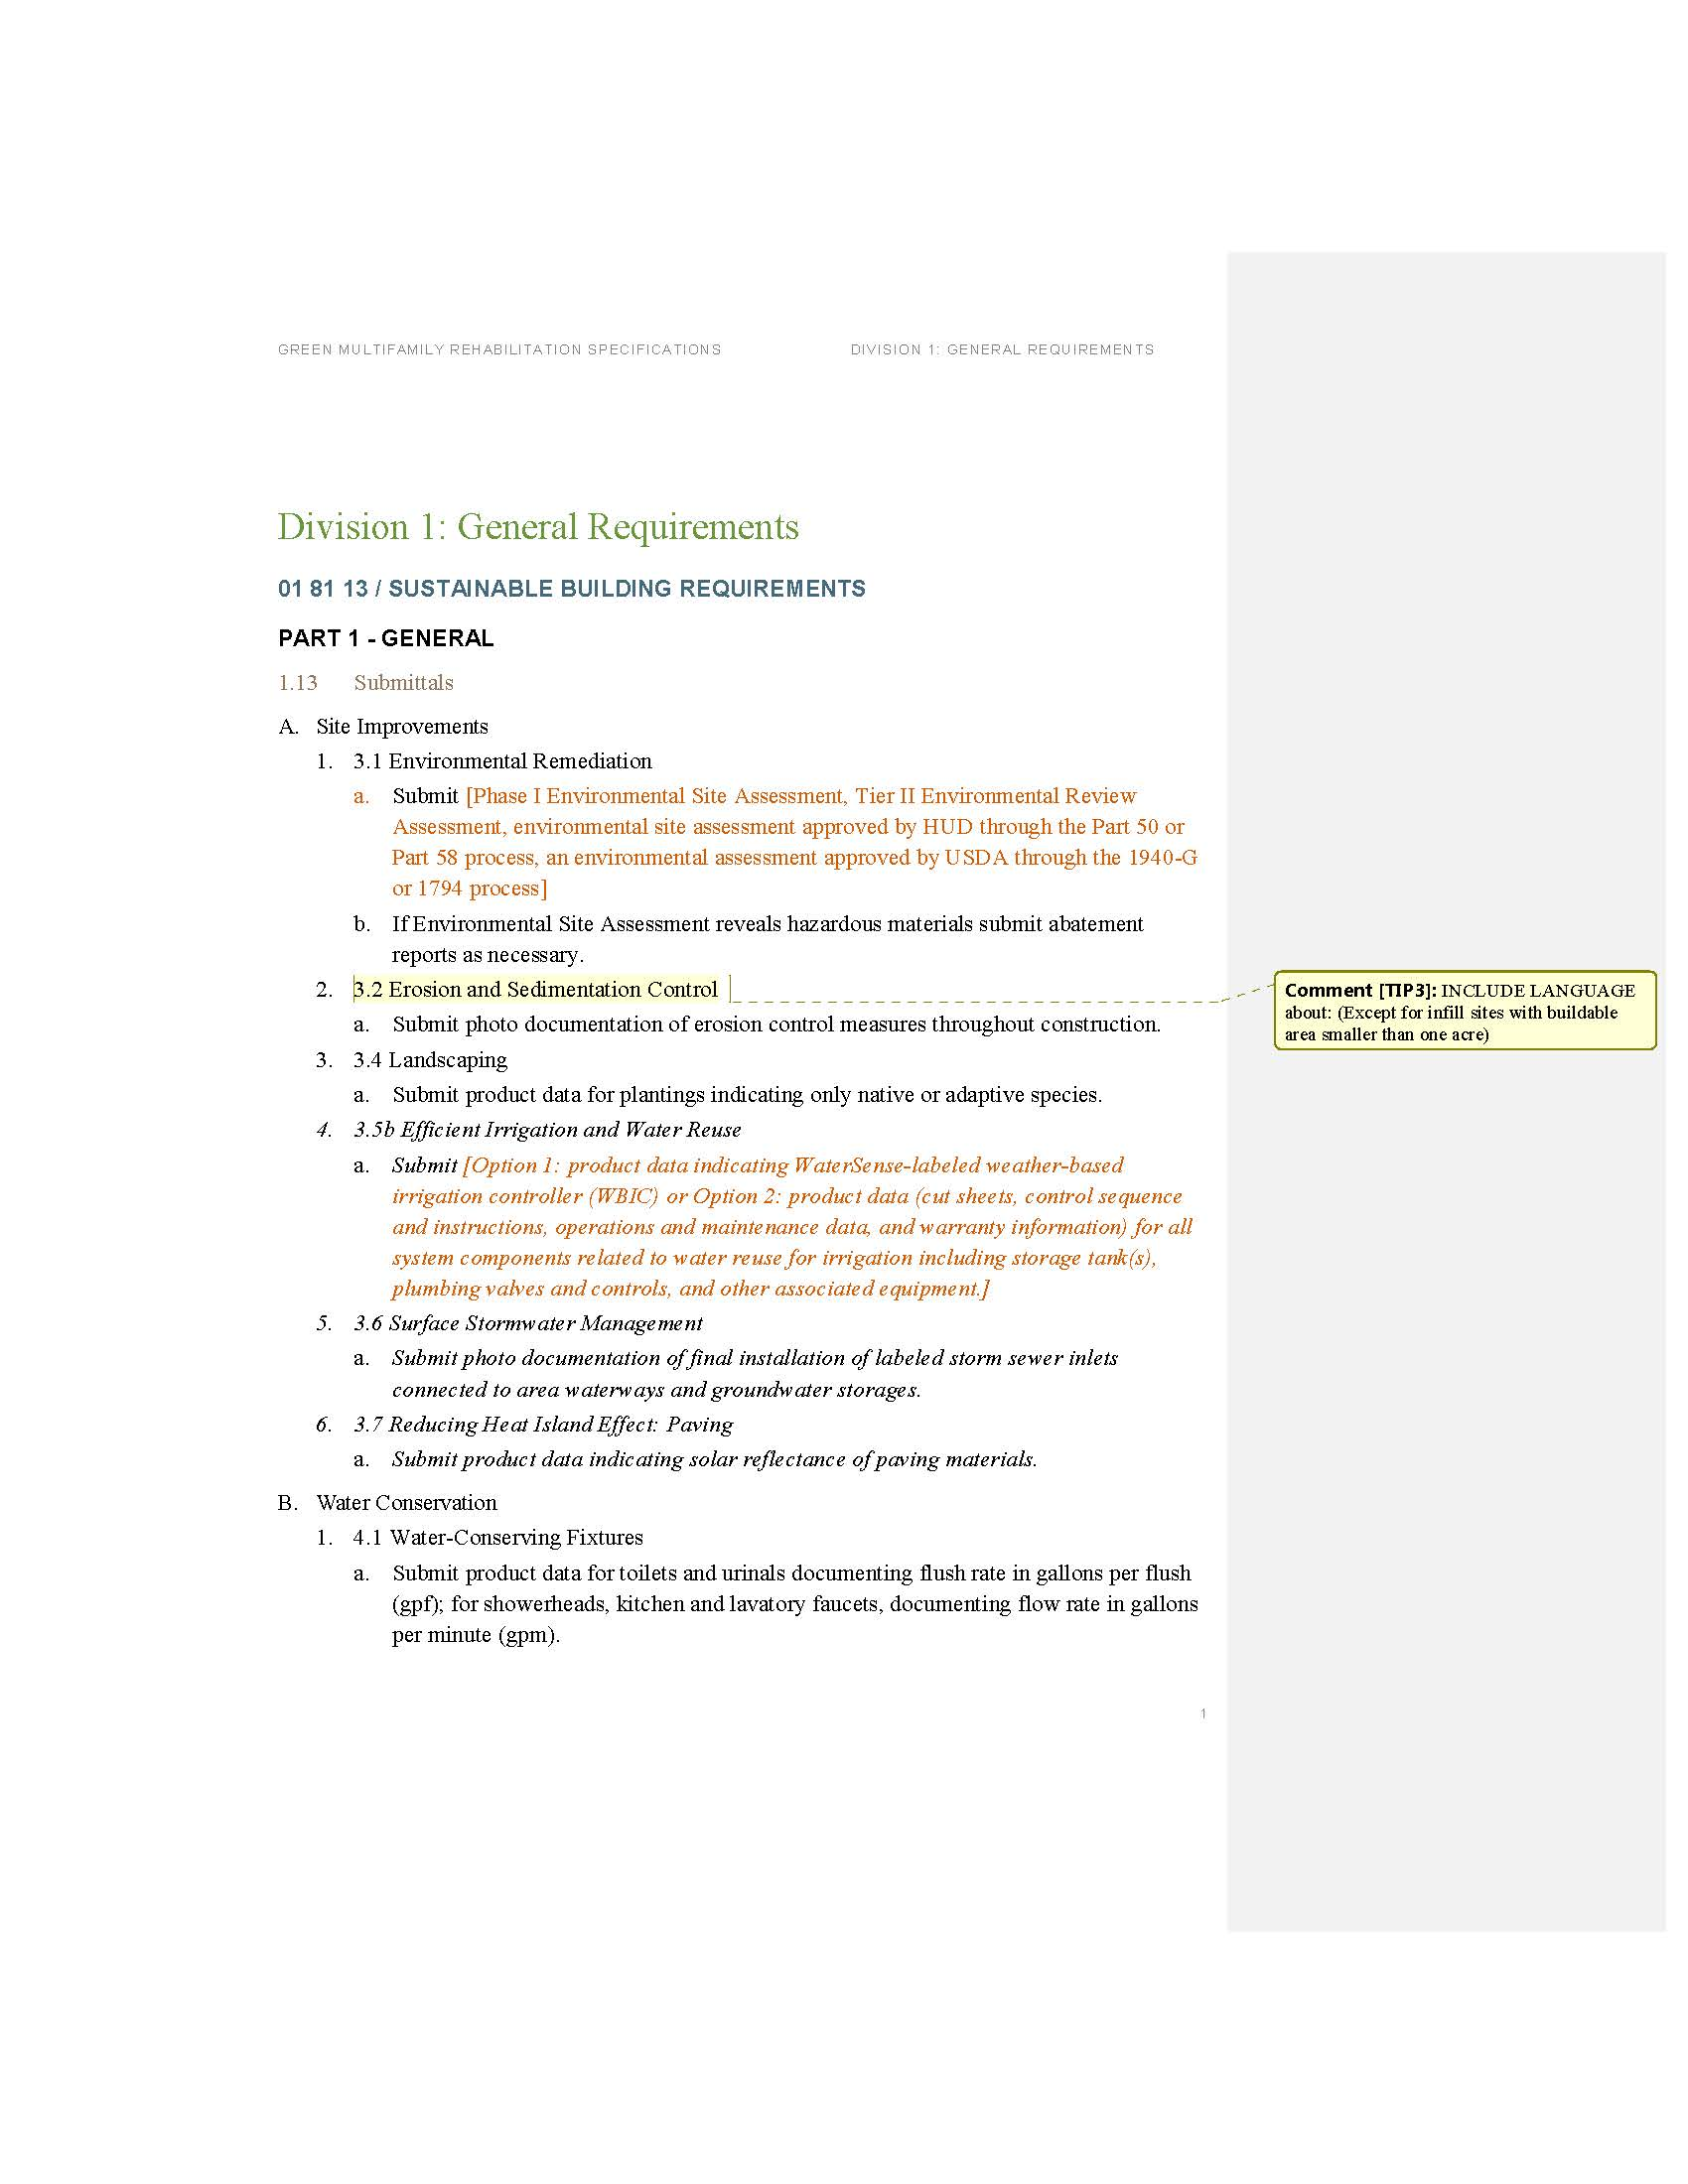 GREEN MULTIFAMILY REHABILITATION SPECIFICATIONS DIVISION 1: GENERAL REQUIREMENTS
Division 1: General Requirements
01 81 13 / SUSTAINABLE BUILDING REQUIREMENTS
PART 1 - GENERAL
1.13 Submittals
A. Site Improvements
1. 3.1 Environmental Remediation
a. Submit [Phase I Environmental Site Assessment, Tier II Environmental Review
Assessment, environmental site assessment approved by HUD through the Part 50 or
Part 58 process, an environmental assessment approved by USDA through the 1940-G
or 1794 process]
b. If Environmental Site Assessment reveals hazardous materials submit abatement
reports as necessary.
2. 3.2 Erosion and Sedimentation Control
Comment [TIP3]: INCLUDE LANGUAGE
about: (Except for infill sites with buildable
area smaller than one acre)
a. Submit photo documentation of erosion control measures throughout construction.
3. 3.4 Landscaping
a. Submit product data for plantings indicating only native or adaptive species.
4. 3.5b Efficient Irrigation and Water Reuse
a. Submit [Option 1: product data indicating WaterSense-labeled weather-based
irrigation controller (WBIC) or Option 2: product data (cut sheets, control sequence
and instructions, operations and maintenance data, and warranty information) for all
system components related to water reuse for irrigation including storage tank(s),
plumbing valves and controls, and other associated equipment.]
5. 3.6 Surface Stormwater Management
a. Submit photo documentation of final installation of labeled storm sewer inlets
connected to area waterways and groundwater storages.
6. 3.7 Reducing Heat Island Effect: Paving
a. Submit product data indicating solar reflectance of paving materials.
B. Water Conservation
1. 4.1 Water-Conserving Fixtures
a. Submit product data for toilets and urinals documenting flush rate in gallons per flush
(gpf); for showerheads, kitchen and lavatory faucets, documenting flow rate in gallons
per minute (gpm).
1